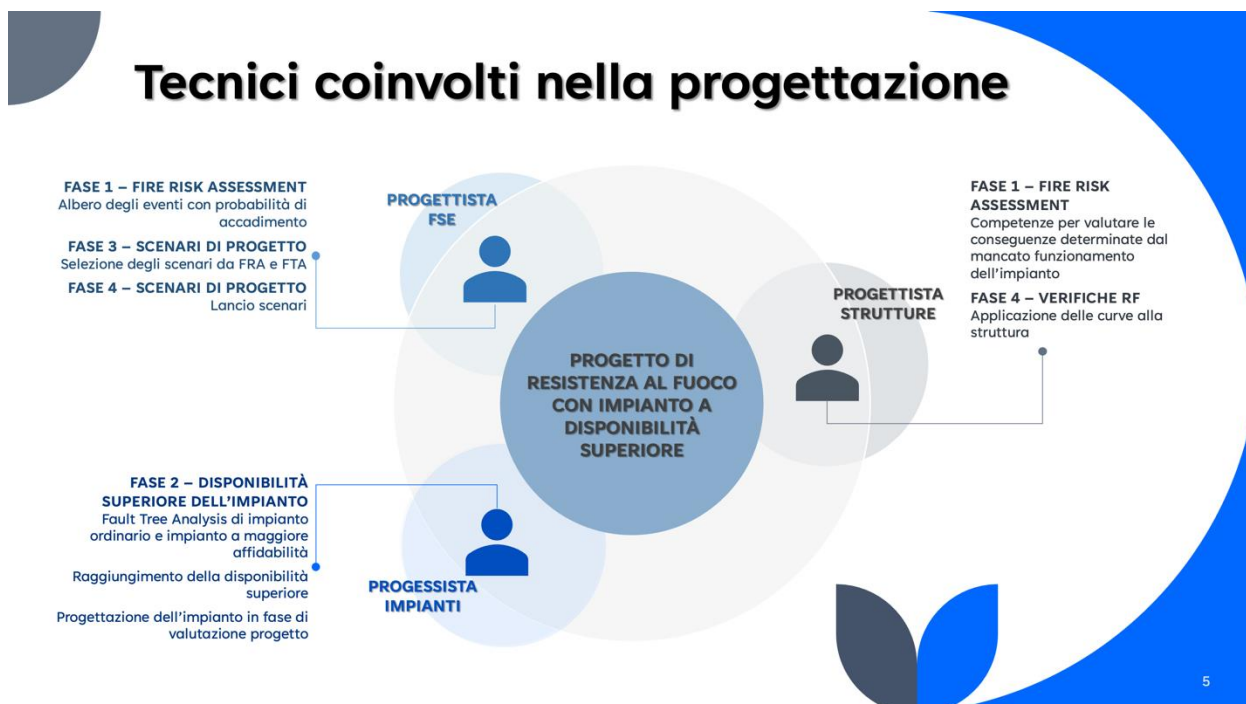 Tecnici coinvolti nella progettazione
FASE 1 – FIRE RISK ASSESSMENT
Albero degli eventi con probabilità di
accadimento
FASE 3 – SCENARI DI PROGETTO
Selezione degli scenari da FRA e FTA
FASE 4 – SCENARI DI PROGETTO
Lancio scenari
PROGETTISTA
FSE
PROGETTO DI
RESISTENZA AL FUOCO
CON IMPIANTO A
DISPONIBILITÀ
SUPERIORE
PROGETTISTA
STRUTTURE
FASE 1 – FIRE RISK
ASSESSMENT
Competenze per valutare le
conseguenze determinate dal
mancato funzionamento
dell’impianto
FASE 4 – VERIFICHE RF
Applicazione delle curve alla
struttura
FASE 2 – DISPONIBILITÀ
SUPERIORE DELL’IMPIANTO
Fault Tree Analysis di impianto
ordinario e impianto a maggiore
affidabilità
Raggiungimento della disponibilità
superiore
Progettazione dell’impianto in fase di
valutazione progetto
PROGESSISTA
IMPIANTI
5